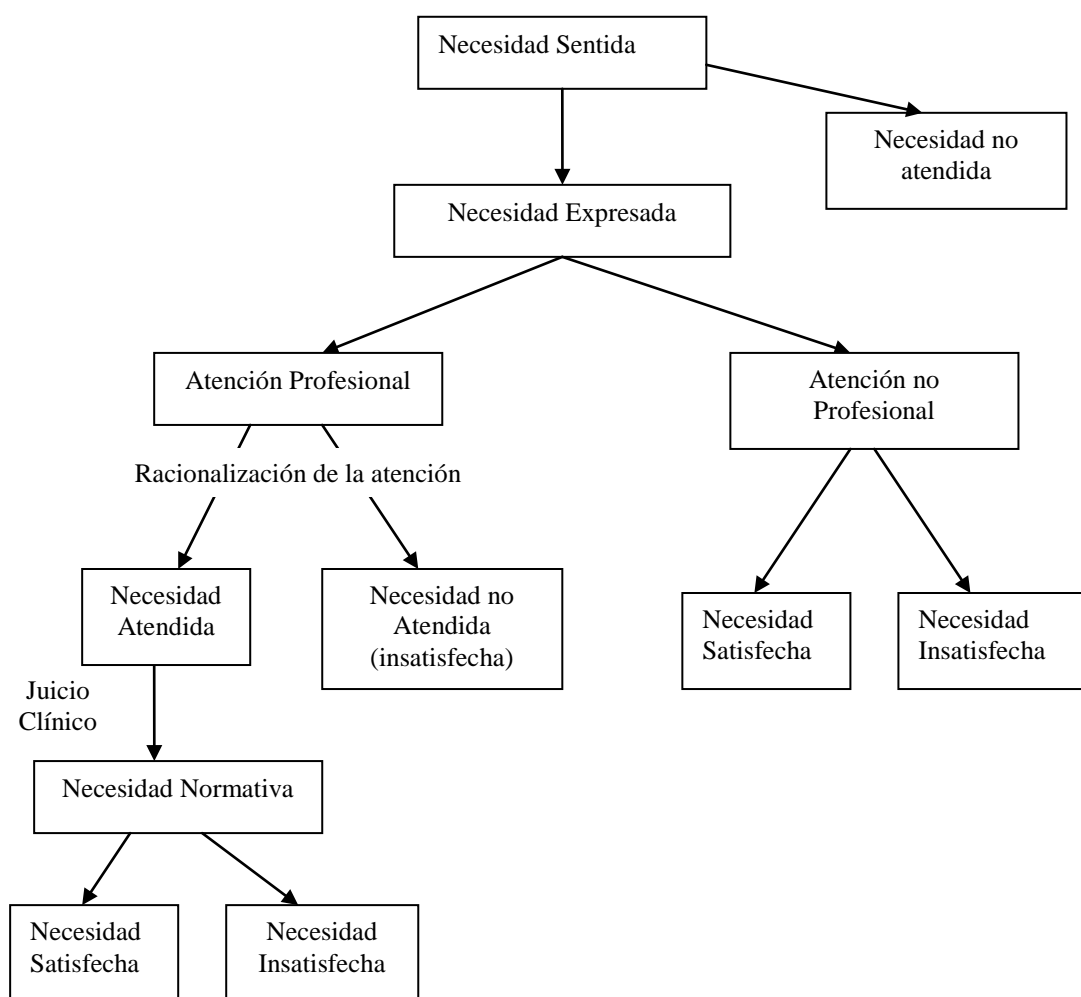 Necesidad Sentida
Necesidad no
atendida
Necesidad Expresada
Atención Profesional
Atención no
Profesional
Racionalización de la atención
Necesidad
Atendida
Necesidad no
Atendida
(insatisfecha)
Necesidad
Satisfecha
Necesidad
Insatisfecha
Juicio
Clínico
Necesidad Normativa
Necesidad
Satisfecha
Necesidad
Insatisfecha